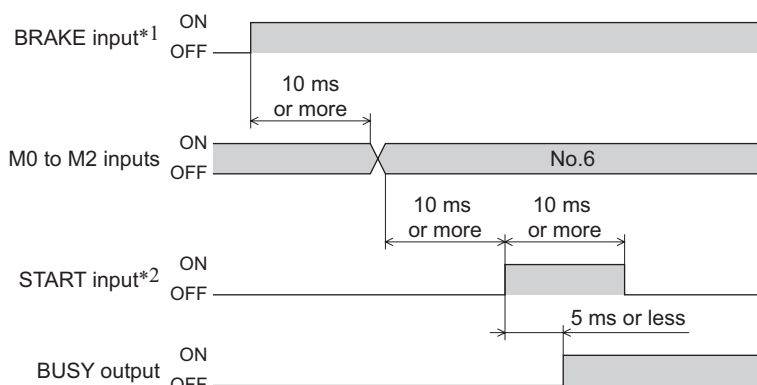 ON
BRAKE input*1
OFF
10 ms
or more
ON
M0 to M2 inputs
OFF
No.6
10 ms
or more
10 ms
or more
ON
START input*2
OFF
5 ms or less
ON
BUSY output
OFF